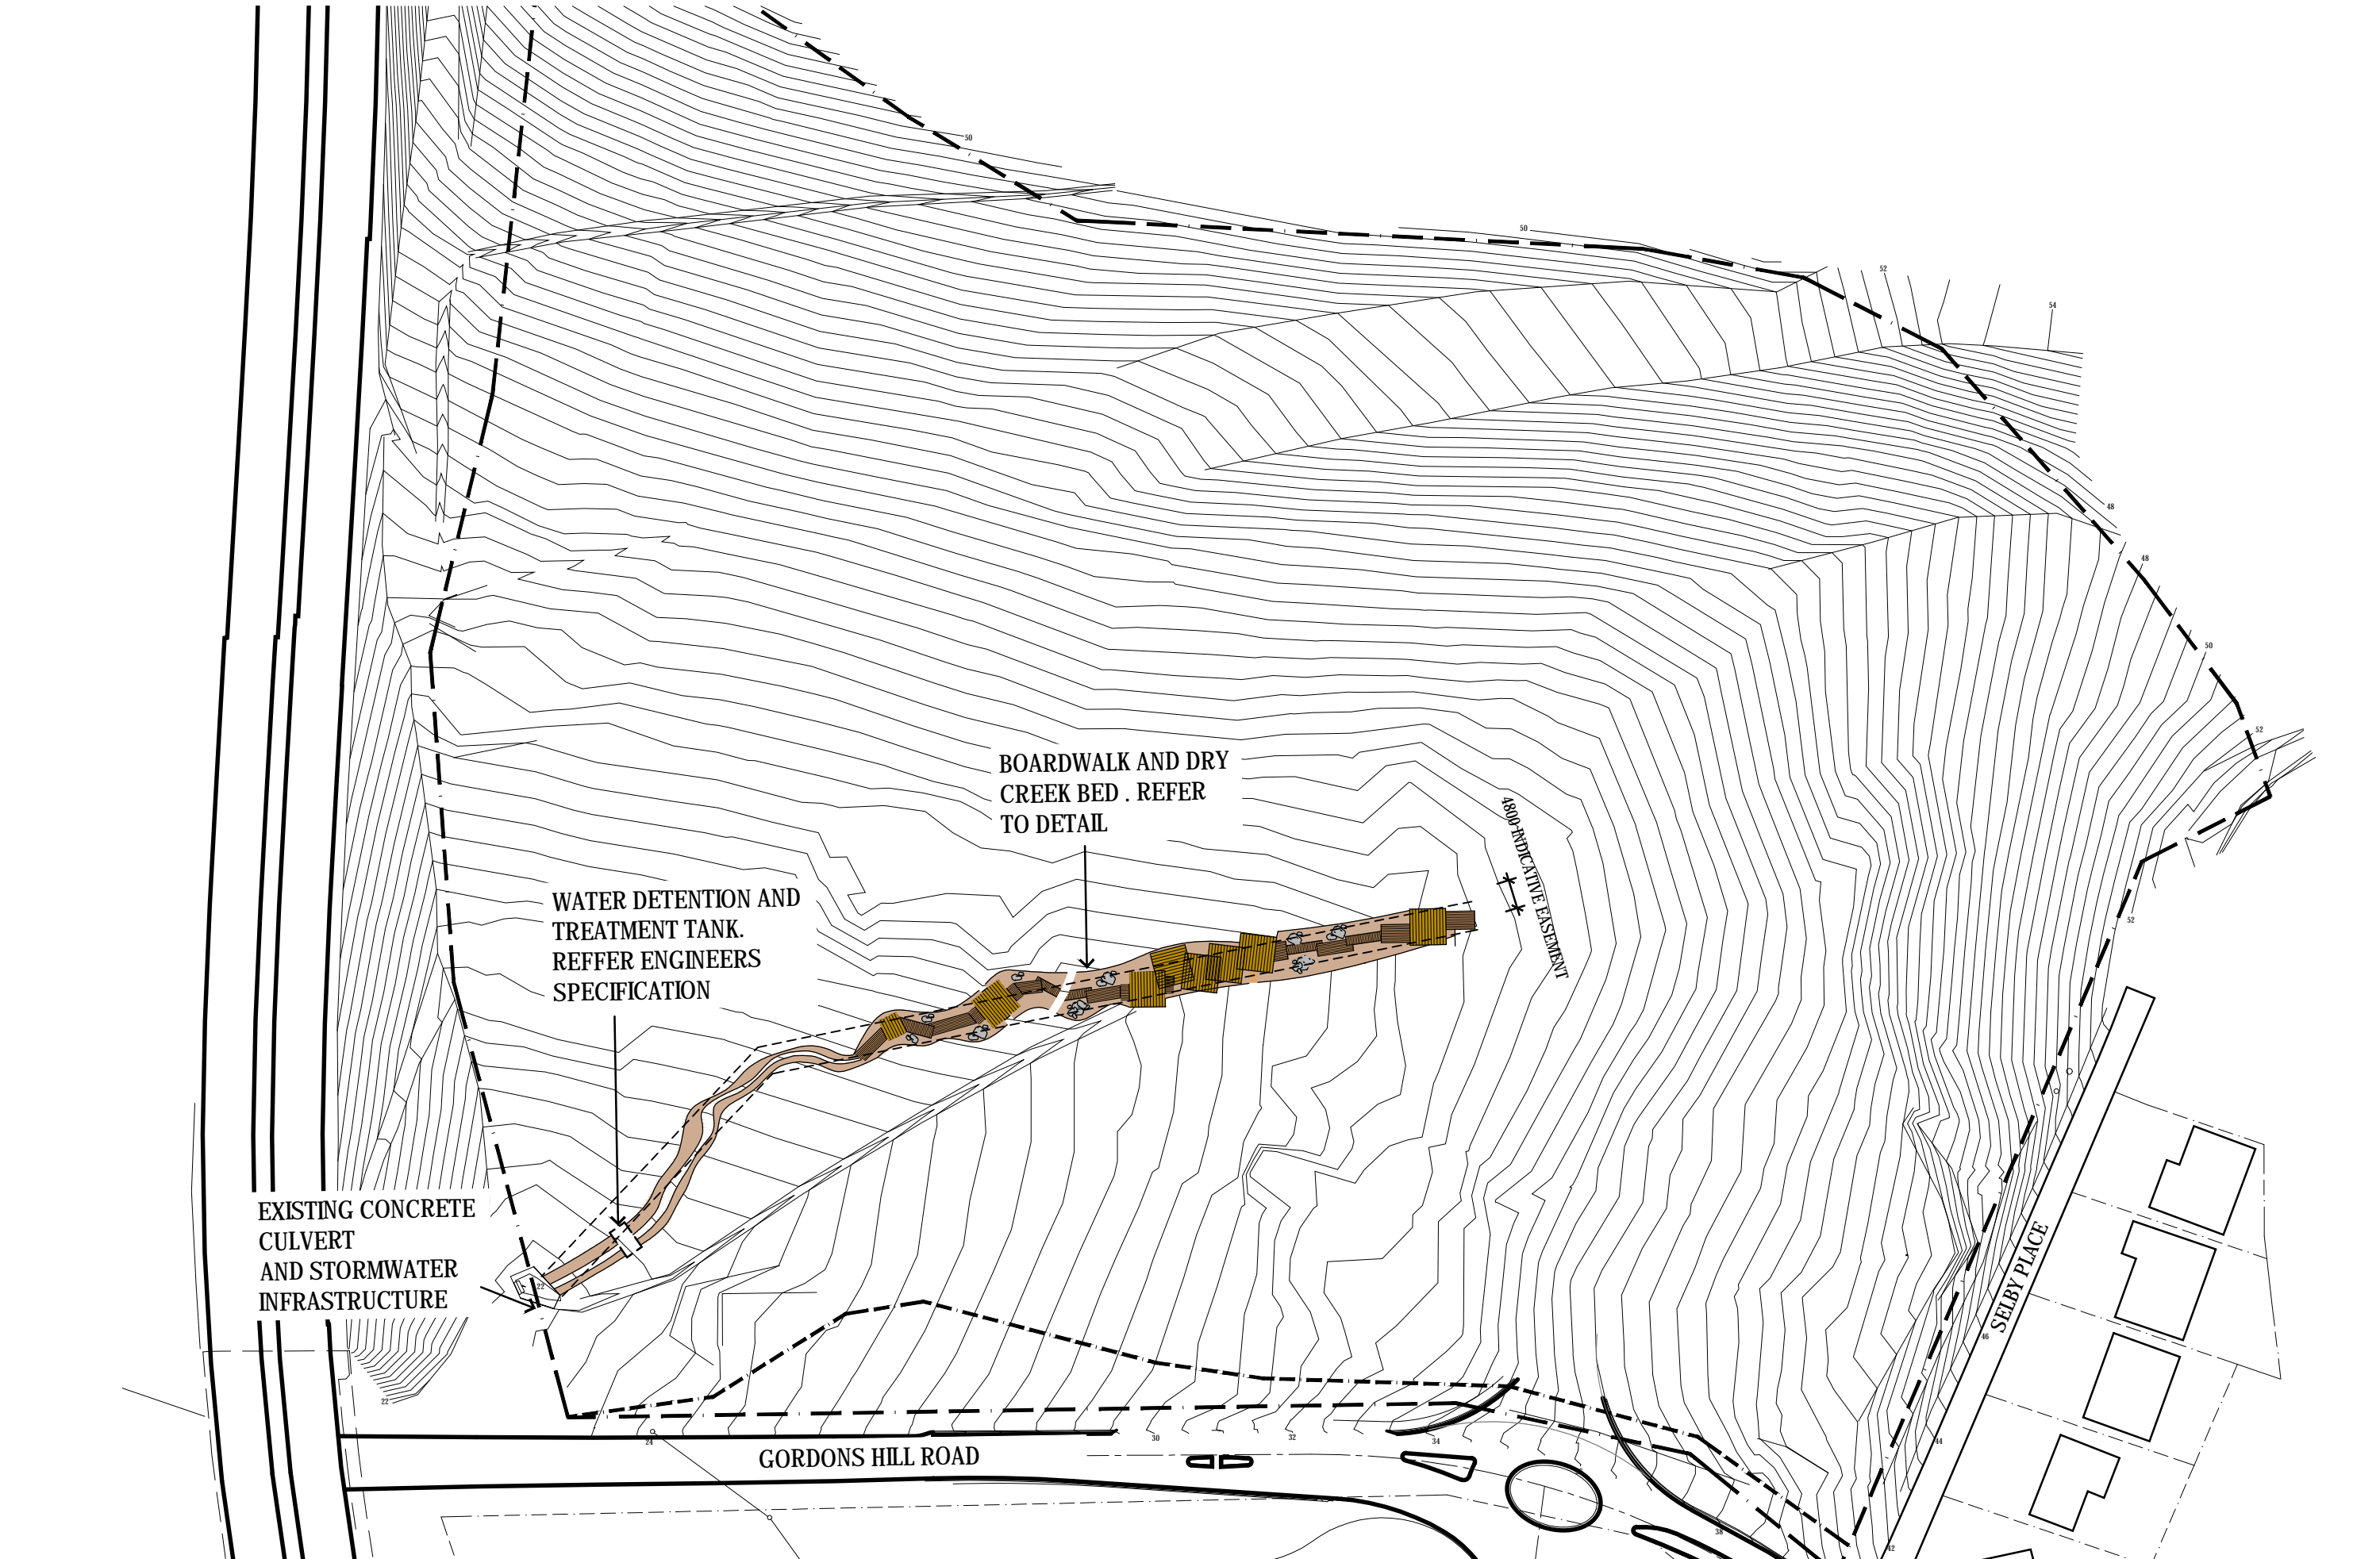 50
50
52
54
48
48
50
52
BOARDWALK AND DRY
CREEK BED . REFER
TO DETAIL
4800 INDICATIVE EASEMENT
WATER DETENTION AND
TREATMENT TANK.
REFFER ENGINEERS
SPECIFICATION
52
EXISTING CONCRETE
CULVERT
AND STORMWATER
INFRASTRUCTURE
22
SELBY PLACE
46
22
24
30
32
34
44
GORDONS HILL ROAD
38
42